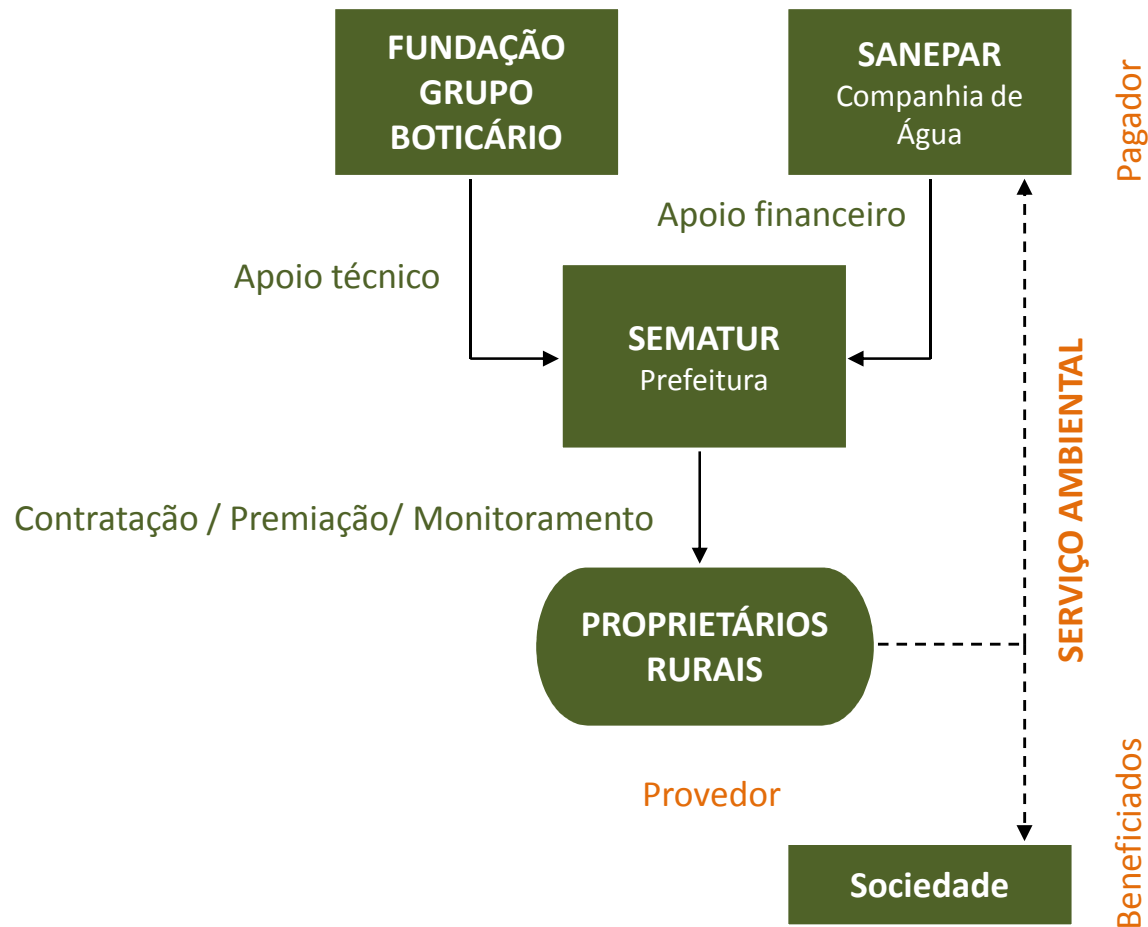 FUNDAÇÃO
GRUPO
BOTICÁRIO
SANEPAR
Companhia de
Água
Pagador
Apoio financeiro
Apoio técnico
SEMATUR
Prefeitura
SERVIÇO AMBIENTAL
Contratação / Premiação/ Monitoramento
PROPRIETÁRIOS
RURAIS
Provedor
Beneficiados
Sociedade